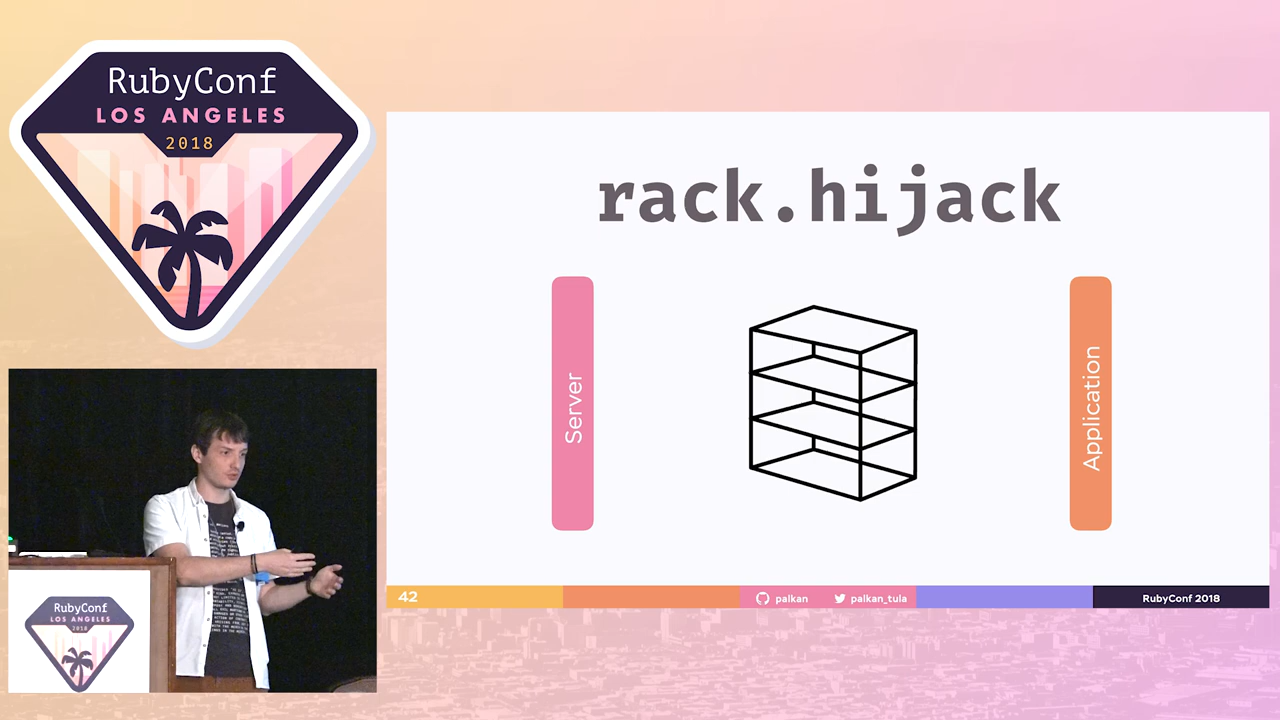 RubyConf
LOS ANGELES
2018
rack.hijack
Server
Application
42
palkan
palkan_tula
RubyConf 2018
RubyConf
LOS ANGELES
2018